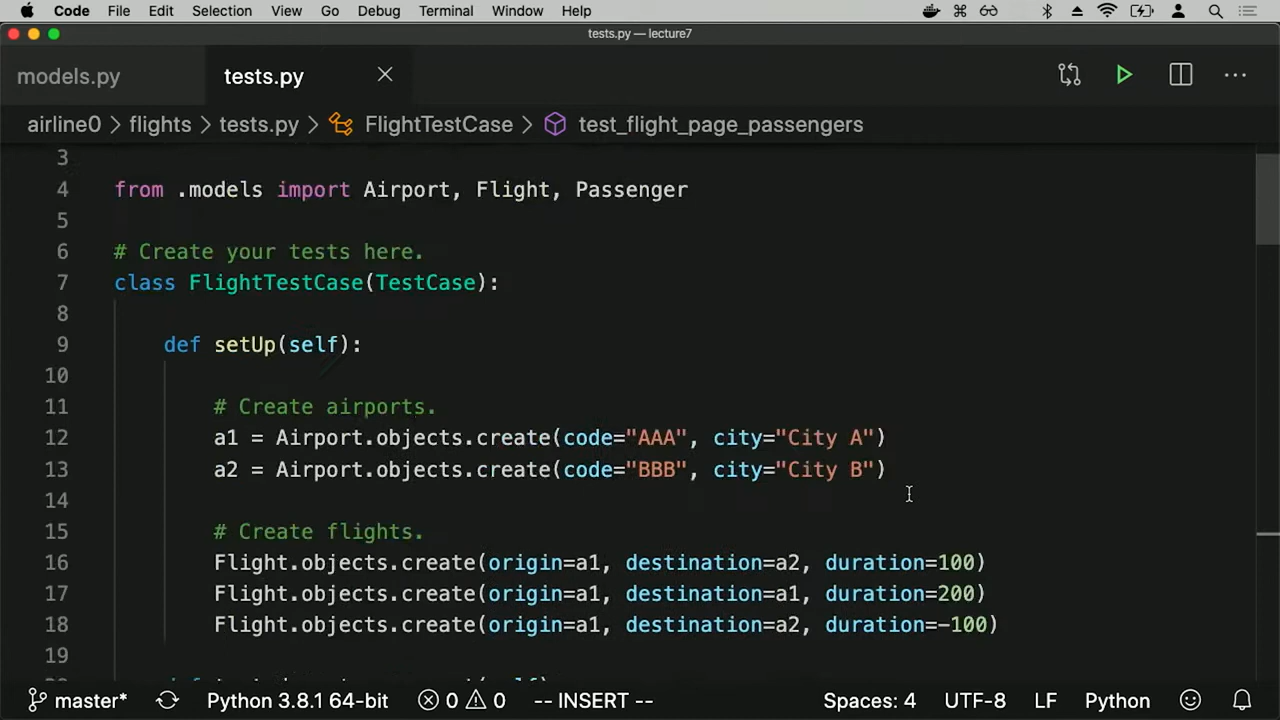 Code File Edit Selection View Go Debug Terminal Window Help
tests.py — lecture7
models.py tests.py
airline0 > flights > tests.py > FlightTestCase > test_flight_page_passengers
3
4 from .models import Airport, Flight, Passenger
5
6 # Create your tests here.
7 class FlightTestCase(TestCase):
8
9 def setUp(self):
10
11 # Create airports.
12 a1 = Airport.objects.create(code="AAA", city="City A")
13 a2 = Airport.objects.create(code="BBB", city="City B")
14
15 # Create flights.
16 Flight.objects.create(origin=a1, destination=a2, duration=100)
17 Flight.objects.create(origin=a1, destination=a1, duration=200)
18 Flight.objects.create(origin=a1, destination=a2, duration=-100)
19
master* Python 3.8.1 64-bit 0 0 -- INSERT -- Spaces: 4 UTF-8 LF Python